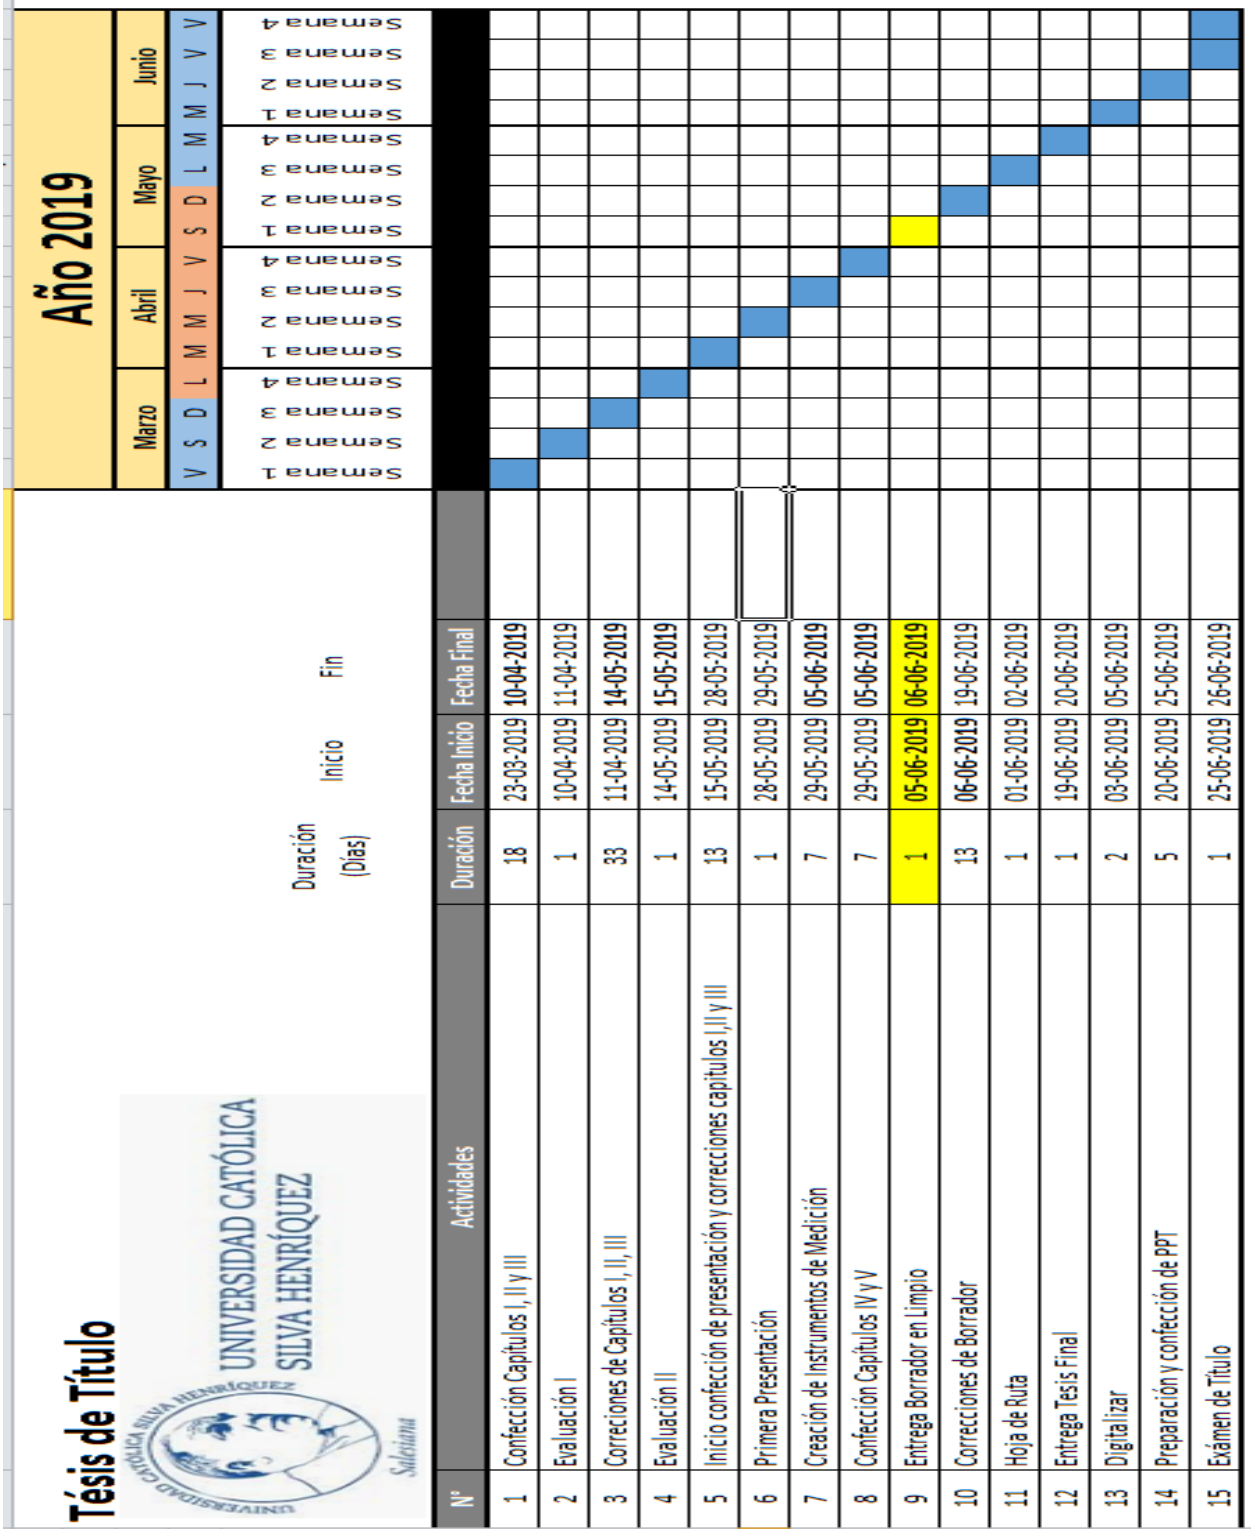 Tésis de Título
Año 2019
Marzo Abril Mayo Junio
V S D L M M J V S D L M M J V V
UNIVERSIDAD CATÓLICA SILVA HENRÍQUEZ
UNIVERSIDAD CATÓLICA
SILVA HENRÍQUEZ
Salesiana
Duración
(Días)
Inicio
Fin
Semana 1 Semana 2 Semana 3 Semana 4 Semana 1 Semana 2 Semana 3 Semana 4 Semana 1 Semana 2 Semana 3 Semana 4 Semana 1 Semana 2 Semana 3 Semana 4
N° Actividades Duración Fecha Inicio Fecha Final
1 Confección Capítulos I, II y III 18 23-03-2019 10-04-2019
2 Evaluación I 1 10-04-2019 11-04-2019
3 Correciones de Capítulos I, II, III 33 11-04-2019 14-05-2019
4 Evaluación II 1 14-05-2019 15-05-2019
5 Inicio confección de presentación y correcciones capitulos I,II y III 13 15-05-2019 28-05-2019
6 Primera Presentación 1 28-05-2019 29-05-2019
7 Creación de Instrumentos de Medición 7 29-05-2019 05-06-2019
8 Confección Capítulos IV y V 7 29-05-2019 05-06-2019
9 Entrega Borrador en Limpio 1 05-06-2019 06-06-2019
10 Correcciones de Borrador 13 06-06-2019 19-06-2019
11 Hoja de Ruta 1 01-06-2019 02-06-2019
12 Entrega Tesis Final 1 19-06-2019 20-06-2019
13 Digitalizar 2 03-06-2019 05-06-2019
14 Preparación y confección de PPT 5 20-06-2019 25-06-2019
15 Exámen de Título 1 25-06-2019 26-06-2019